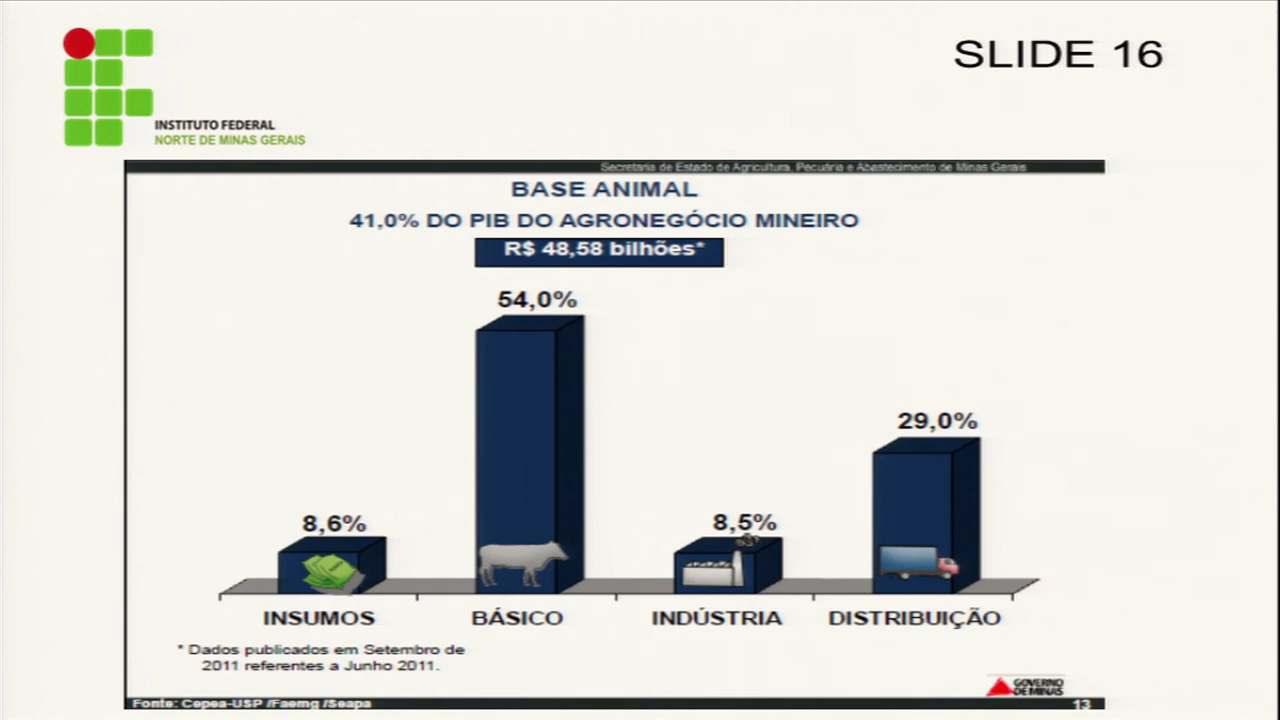 SLIDE 16
INSTITUTO FEDERAL
NORTE DE MINAS GERAIS
Secretaria de Estado de Agricultura, Pecuária e Abastecimento de Minas Gerais
BASE ANIMAL
41,0% DO PIB DO AGRONEGÓCIO MINEIRO
R$ 48,58 bilhões*
54,0%
29,0%
8,6%
8,5%
INSUMOS
BÁSICO
INDÚSTRIA
DISTRIBUIÇÃO
* Dados publicados em Setembro de
2011 referentes a Junho 2011.
GOVERNO
DE MINAS
Fonte: Cepea-USP /Faemg /Seapa
13